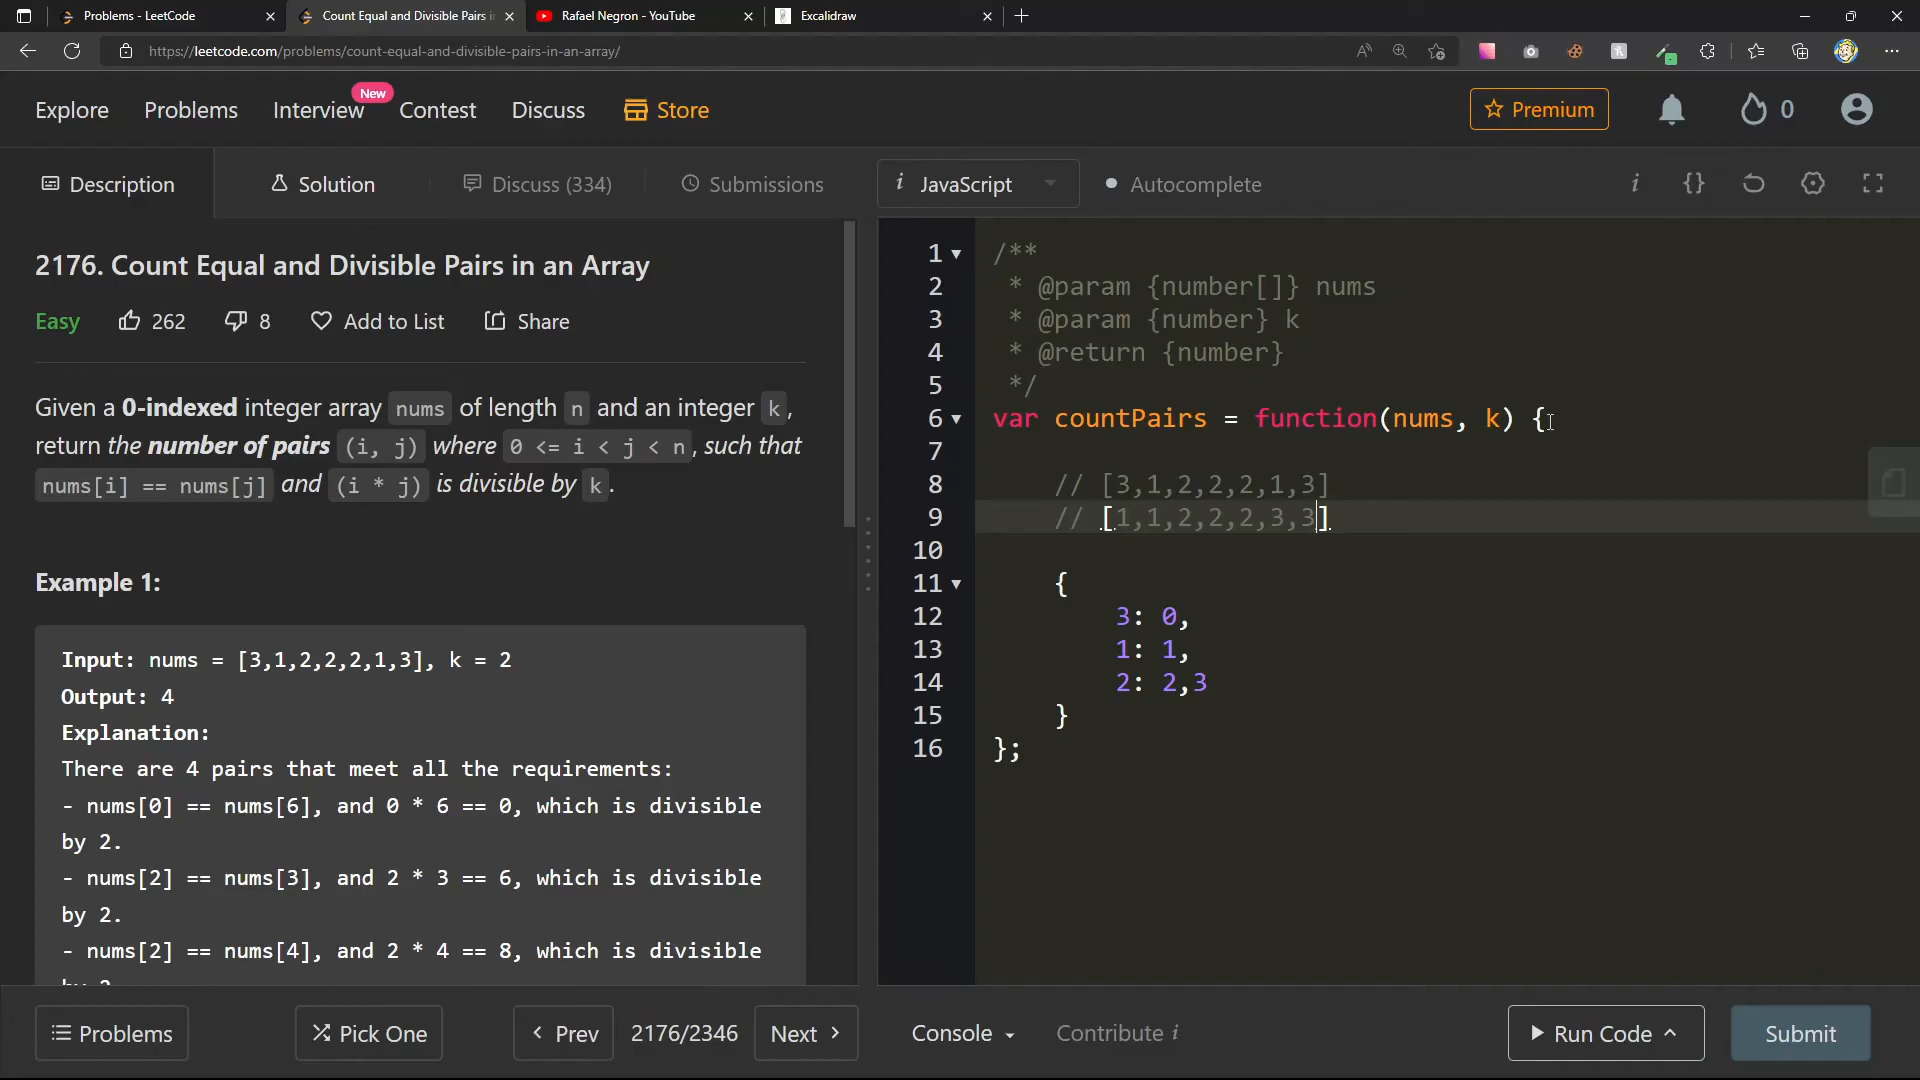 Problems - LeetCode
Count Equal and Divisible Pairs i
Rafael Negron - YouTube
Excalidraw
https://leetcode.com/problems/count-equal-and-divisible-pairs-in-an-array/
Explore
Problems
Interview
New
Contest
Discuss
Store
Premium
0
Description
Solution
Discuss (334)
Submissions
i JavaScript
Autocomplete
i {}
2176. Count Equal and Divisible Pairs in an Array
Easy
262
8
Add to List
Share
Given a 0-indexed integer array nums of length n and an integer k,
return the number of pairs (i, j) where 0 <= i < j < n, such that
nums[i] == nums[j] and (i * j) is divisible by k.
Example 1:
Input: nums = [3,1,2,2,2,1,3], k = 2
Output: 4
Explanation:
There are 4 pairs that meet all the requirements:
- nums[0] == nums[6], and 0 * 6 == 0, which is divisible
by 2.
- nums[2] == nums[3], and 2 * 3 == 6, which is divisible
by 2.
- nums[2] == nums[4], and 2 * 4 == 8, which is divisible
by 2.
1 /**
2 * @param {number[]} nums
3 * @param {number} k
4 * @return {number}
5 */
6 var countPairs = function(nums, k) {
7
8 // [3,1,2,2,2,1,3]
9 // [1,1,2,2,2,3,3]
10
11 {
12 3: 0,
13 1: 1,
14 2: 2,3
15 }
16 };
Problems
Pick One
Prev
2176/2346
Next
Console
Contribute i
Run Code
Submit